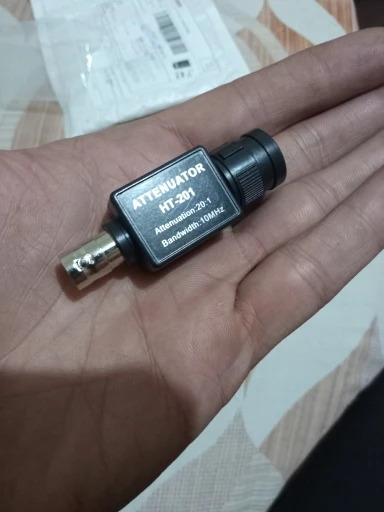 ATTENUATOR
HT-201
Attenuation:20:1
Bandwidth:10MHz